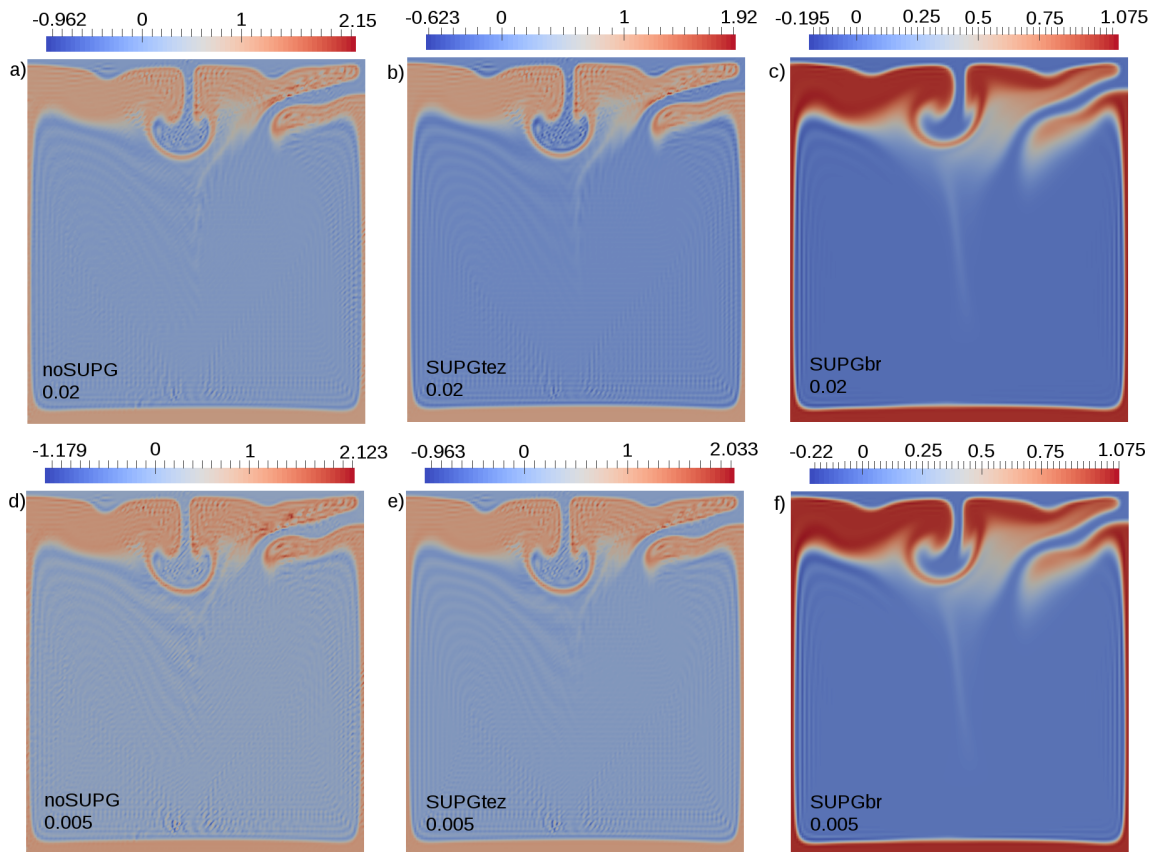 -0.962 0 1 2.15
-0.623 0 1 1.92
-0.195 0 0.25 0.5 0.75 1.075
a)
b)
c)
noSUPG
0.02
SUPGtez
0.02
SUPGbr
0.02
-1.179 0 1 2.123
-0.963 0 1 2.033
-0.22 0 0.25 0.5 0.75 1.075
d)
e)
f)
noSUPG
0.005
SUPGtez
0.005
SUPGbr
0.005